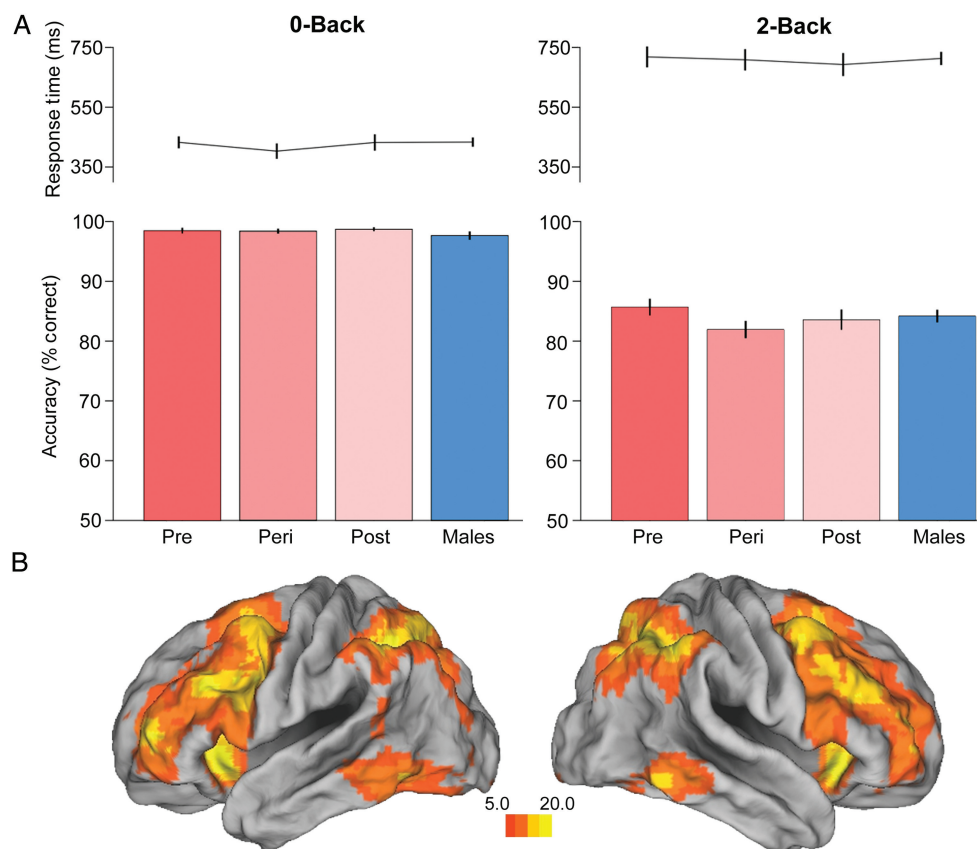 A
0-Back
2-Back
Response time (ms)
750
550
350
750
550
350
Accuracy (% correct)
100
90
80
70
60
50
100
90
80
70
60
50
Pre Peri Post Males
Pre Peri Post Males
B
5.0 20.0